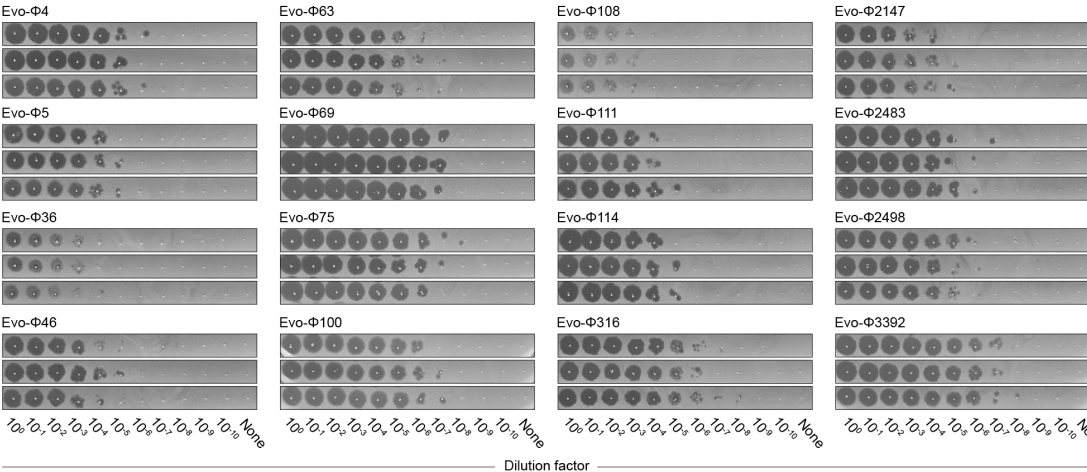 Evo-Φ4 Evo-Φ63 Evo-Φ108 Evo-Φ2147
Evo-Φ5 Evo-Φ69 Evo-Φ111 Evo-Φ2483
Evo-Φ36 Evo-Φ75 Evo-Φ114 Evo-Φ2498
Evo-Φ46 Evo-Φ100 Evo-Φ316 Evo-Φ3392
10⁰ 10⁻¹ 10⁻² 10⁻³ 10⁻⁴ 10⁻⁵ 10⁻⁶ 10⁻⁷ 10⁻⁸ 10⁻⁹ 10⁻¹⁰ None 10⁰ 10⁻¹ 10⁻² 10⁻³ 10⁻⁴ 10⁻⁵ 10⁻⁶ 10⁻⁷ 10⁻⁸ 10⁻⁹ 10⁻¹⁰ None 10⁰ 10⁻¹ 10⁻² 10⁻³ 10⁻⁴ 10⁻⁵ 10⁻⁶ 10⁻⁷ 10⁻⁸ 10⁻⁹ 10⁻¹⁰ None 10⁰ 10⁻¹ 10⁻² 10⁻³ 10⁻⁴ 10⁻⁵ 10⁻⁶ 10⁻⁷ 10⁻⁸ 10⁻⁹ 10⁻¹⁰
Dilution factor